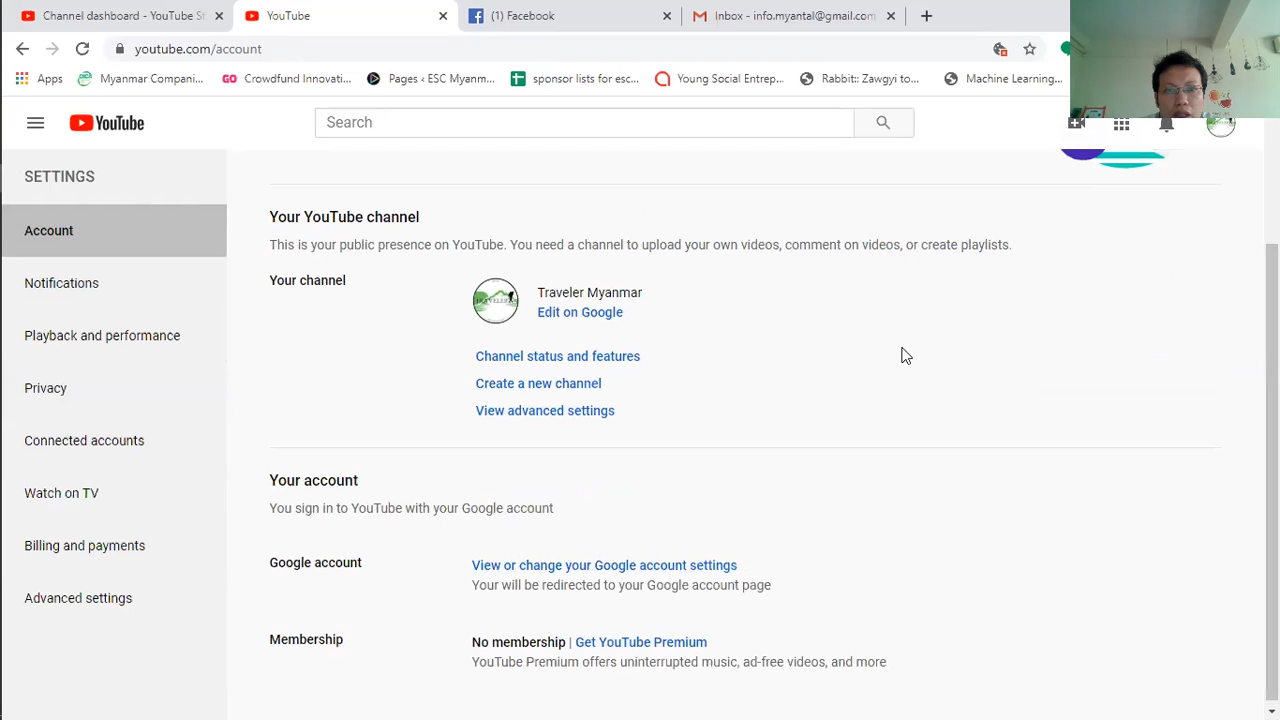 Channel dashboard - YouTube St
YouTube
Facebook
Inbox - info.myantal@gmail.com
youtube.com/account
Apps
Myanmar Compani...
GO Crowdfund Innovati...
Pages ‹ ESC Myanm...
sponsor lists for esc...
Young Social Entrep...
Rabbit:: Zawgyi to...
Machine Learning...
YouTube
Search
SETTINGS
Account
Notifications
Playback and performance
Privacy
Connected accounts
Watch on TV
Billing and payments
Advanced settings
Your YouTube channel
This is your public presence on YouTube. You need a channel to upload your own videos, comment on videos, or create playlists.
Your channel
Traveler Myanmar
Edit on Google
Channel status and features
Create a new channel
View advanced settings
Your account
You sign in to YouTube with your Google account
Google account
View or change your Google account settings
Your will be redirected to your Google account page
Membership
No membership | Get YouTube Premium
YouTube Premium offers uninterrupted music, ad-free videos, and more